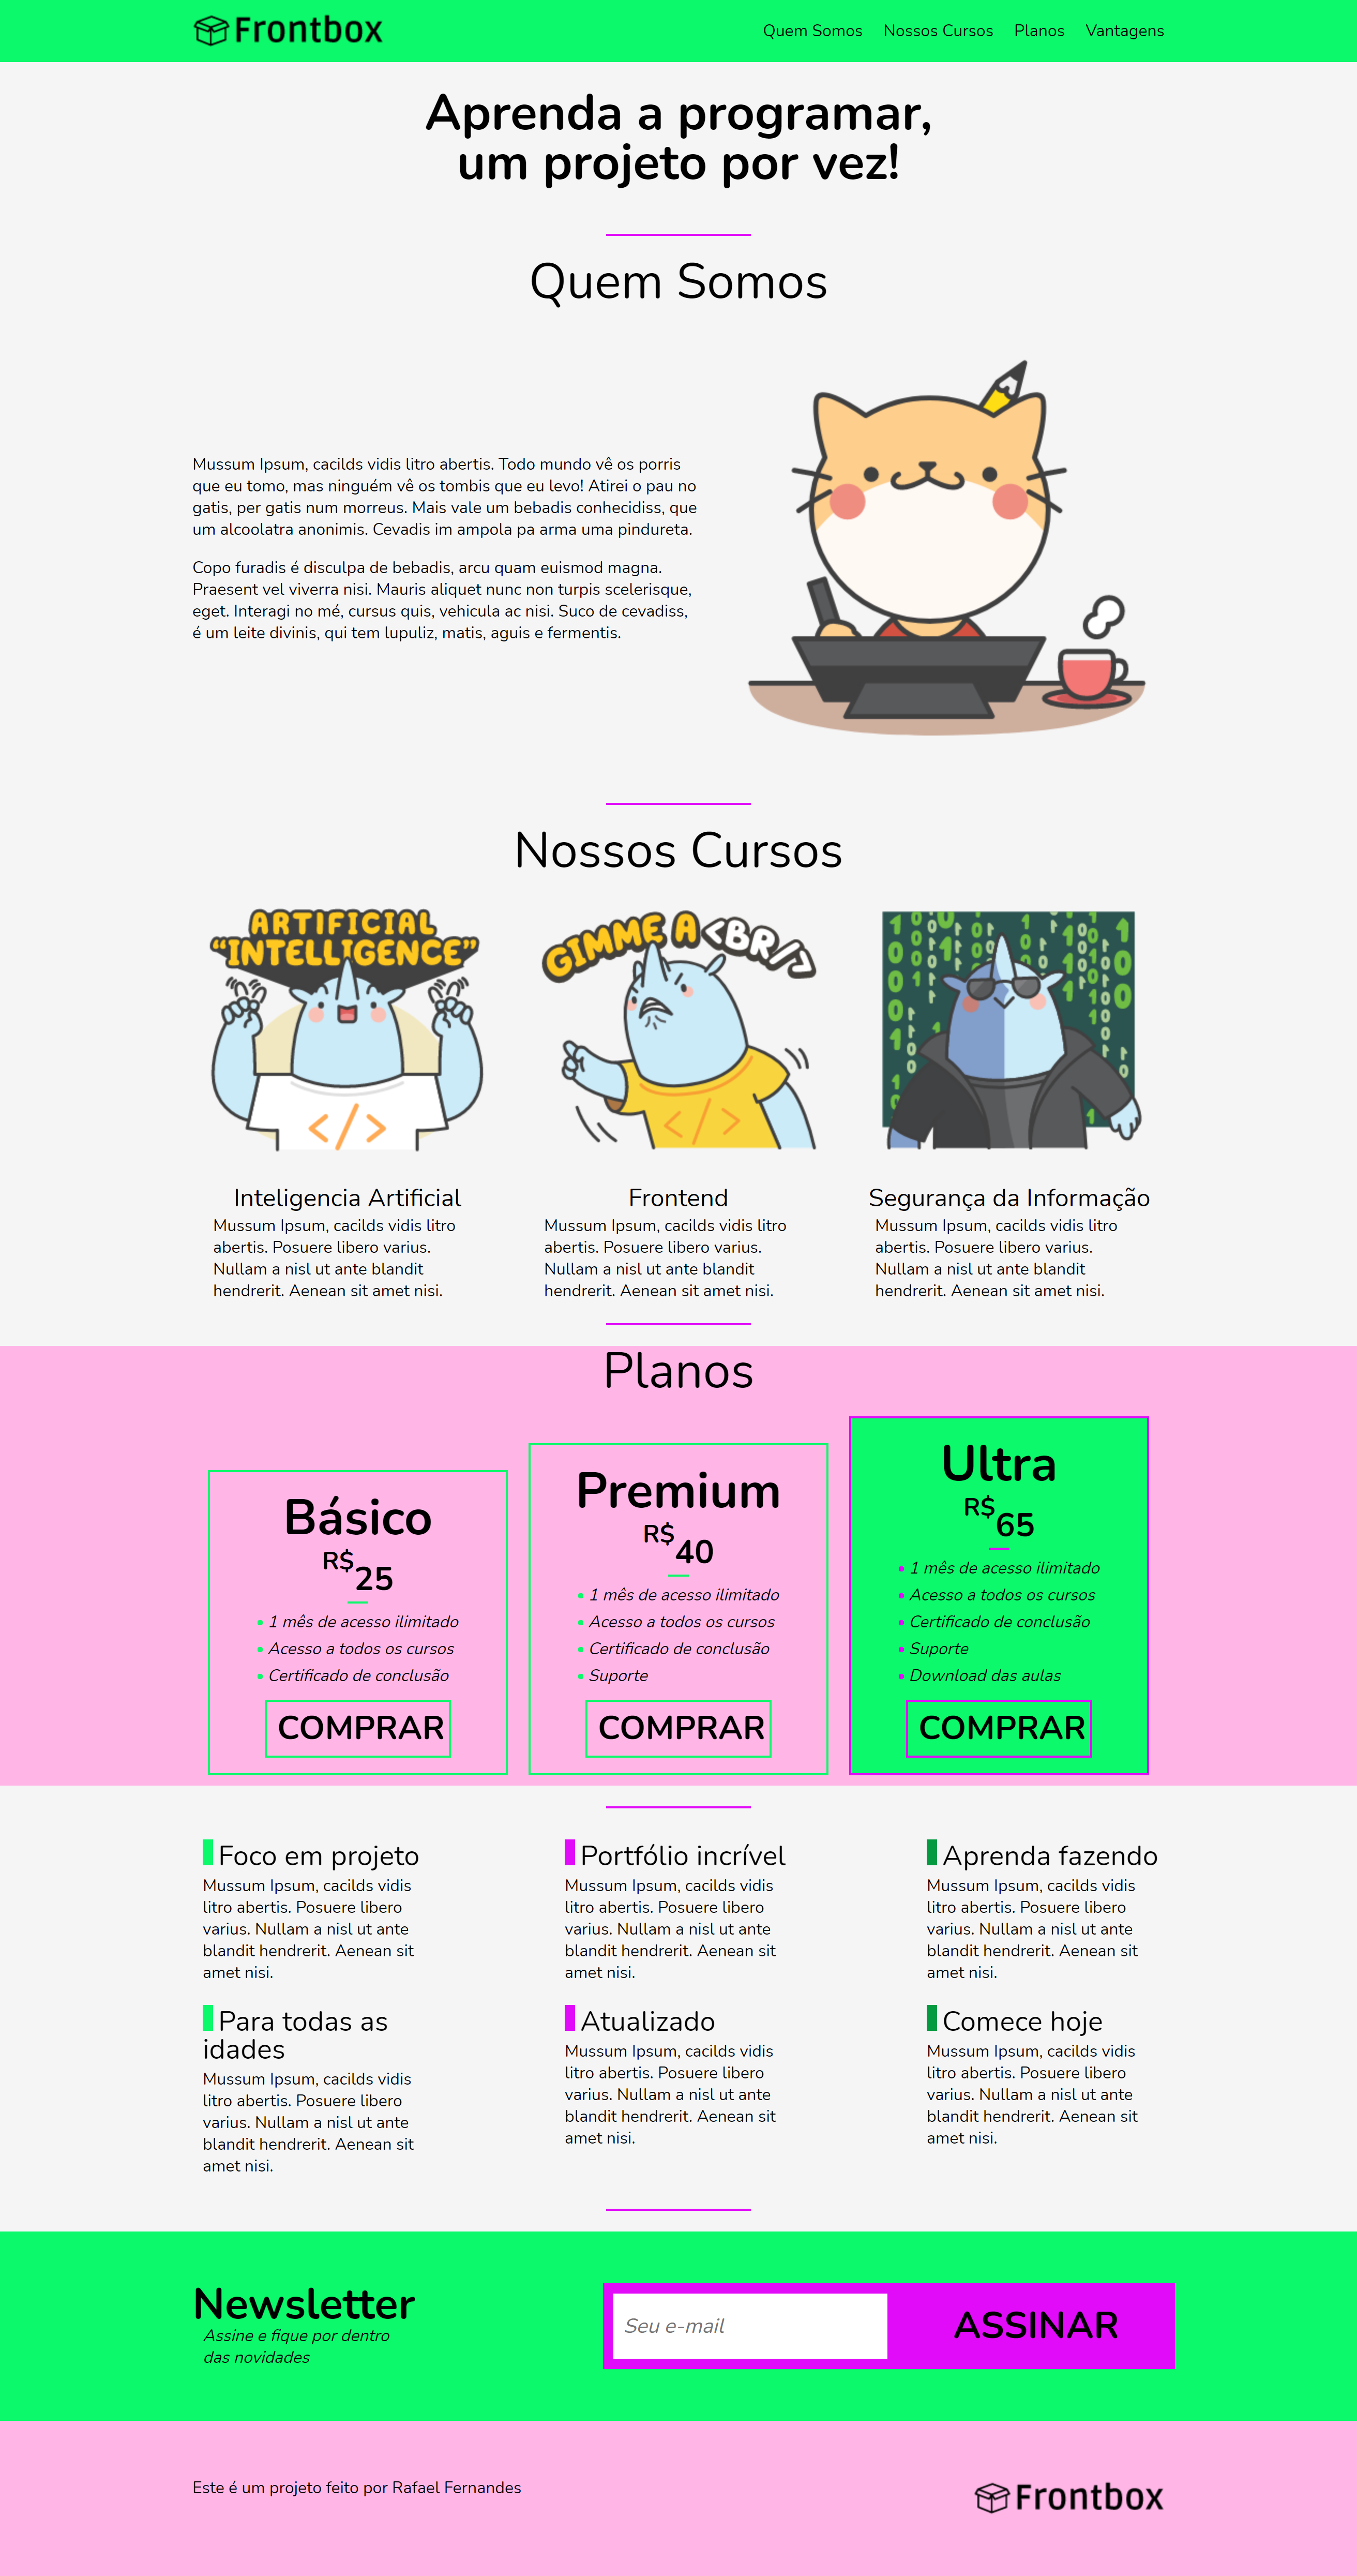 Frontbox
Quem Somos Nossos Cursos Planos Vantagens
Aprenda a programar,
um projeto por vez!
Quem Somos
Mussum Ipsum, cacilds vidis litro abertis. Todo mundo vê os porris
que eu tomo, mas ninguém vê os tombis que eu levo! Atirei o pau no
gatis, per gatis num morreus. Mais vale um bebadis conhecidiss, que
um alcoolatra anonimis. Cevadis im ampola pa arma uma pindureta.
Copo furadis é disculpa de bebadis, arcu quam euismod magna.
Praesent vel viverra nisi. Mauris aliquet nunc non turpis scelerisque,
eget. Interagi no mé, cursus quis, vehicula ac nisi. Suco de cevadiss,
é um leite divinis, qui tem lupuliz, matis, aguis e fermentis.
Nossos Cursos
ARTIFICIAL
"INTELLIGENCE"
</>
GIMME A <BR/>
</>
Inteligencia Artificial
Mussum Ipsum, cacilds vidis litro
abertis. Posuere libero varius.
Nullam a nisl ut ante blandit
hendrerit. Aenean sit amet nisi.
Frontend
Mussum Ipsum, cacilds vidis litro
abertis. Posuere libero varius.
Nullam a nisl ut ante blandit
hendrerit. Aenean sit amet nisi.
Segurança da Informação
Mussum Ipsum, cacilds vidis litro
abertis. Posuere libero varius.
Nullam a nisl ut ante blandit
hendrerit. Aenean sit amet nisi.
Planos
Básico
R$25
1 mês de acesso ilimitado
Acesso a todos os cursos
Certificado de conclusão
COMPRAR
Premium
R$40
1 mês de acesso ilimitado
Acesso a todos os cursos
Certificado de conclusão
Suporte
COMPRAR
Ultra
R$65
1 mês de acesso ilimitado
Acesso a todos os cursos
Certificado de conclusão
Suporte
Download das aulas
COMPRAR
Foco em projeto
Mussum Ipsum, cacilds vidis
litro abertis. Posuere libero
varius. Nullam a nisl ut ante
blandit hendrerit. Aenean sit
amet nisi.
Portfólio incrível
Mussum Ipsum, cacilds vidis
litro abertis. Posuere libero
varius. Nullam a nisl ut ante
blandit hendrerit. Aenean sit
amet nisi.
Aprenda fazendo
Mussum Ipsum, cacilds vidis
litro abertis. Posuere libero
varius. Nullam a nisl ut ante
blandit hendrerit. Aenean sit
amet nisi.
Para todas as
idades
Mussum Ipsum, cacilds vidis
litro abertis. Posuere libero
varius. Nullam a nisl ut ante
blandit hendrerit. Aenean sit
amet nisi.
Atualizado
Mussum Ipsum, cacilds vidis
litro abertis. Posuere libero
varius. Nullam a nisl ut ante
blandit hendrerit. Aenean sit
amet nisi.
Comece hoje
Mussum Ipsum, cacilds vidis
litro abertis. Posuere libero
varius. Nullam a nisl ut ante
blandit hendrerit. Aenean sit
amet nisi.
Newsletter
Assine e fique por dentro
das novidades
Seu e-mail
ASSINAR
Este é um projeto feito por Rafael Fernandes
Frontbox